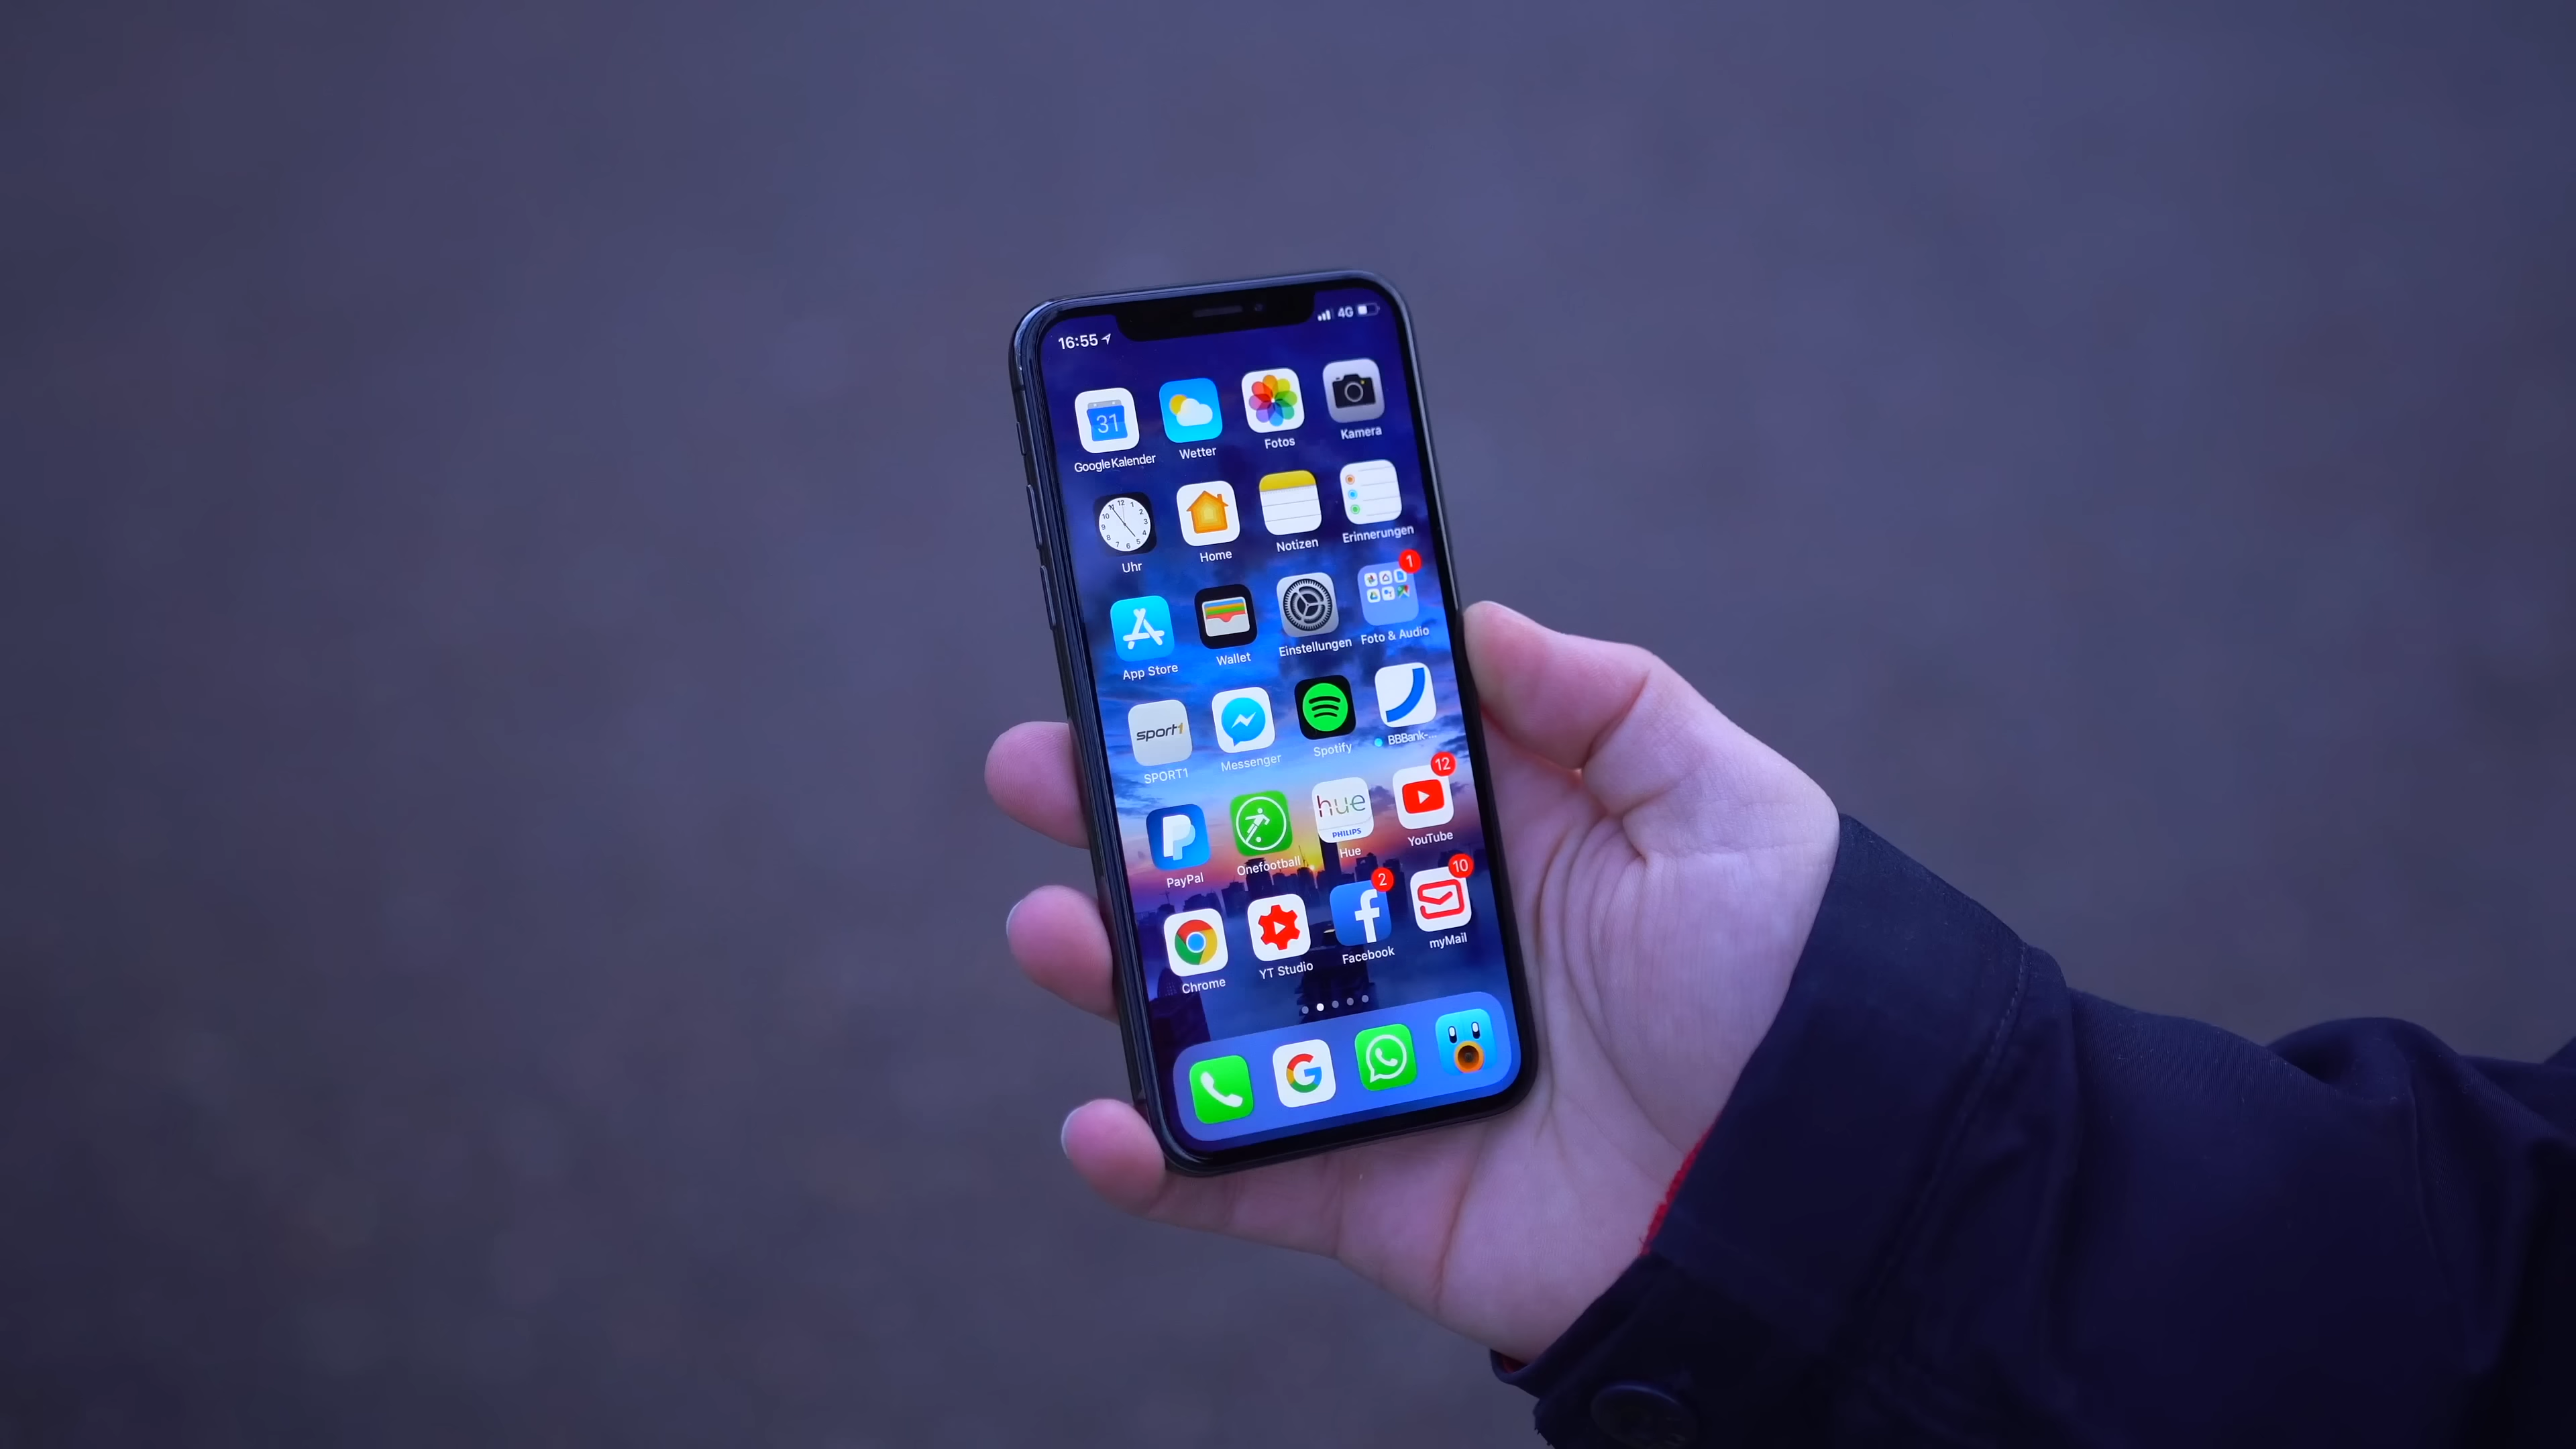 16:55 4G
31
Google Kalender Wetter Fotos Kamera
Uhr Home Notizen Erinnerungen
1
App Store Wallet Einstellungen Foto & Audio
sport1
SPORT1 Messenger Spotify BBBank-...
12
hue
PHILIPS
PayPal Onefootball Hue YouTube
2 10
Chrome YT Studio Facebook myMail